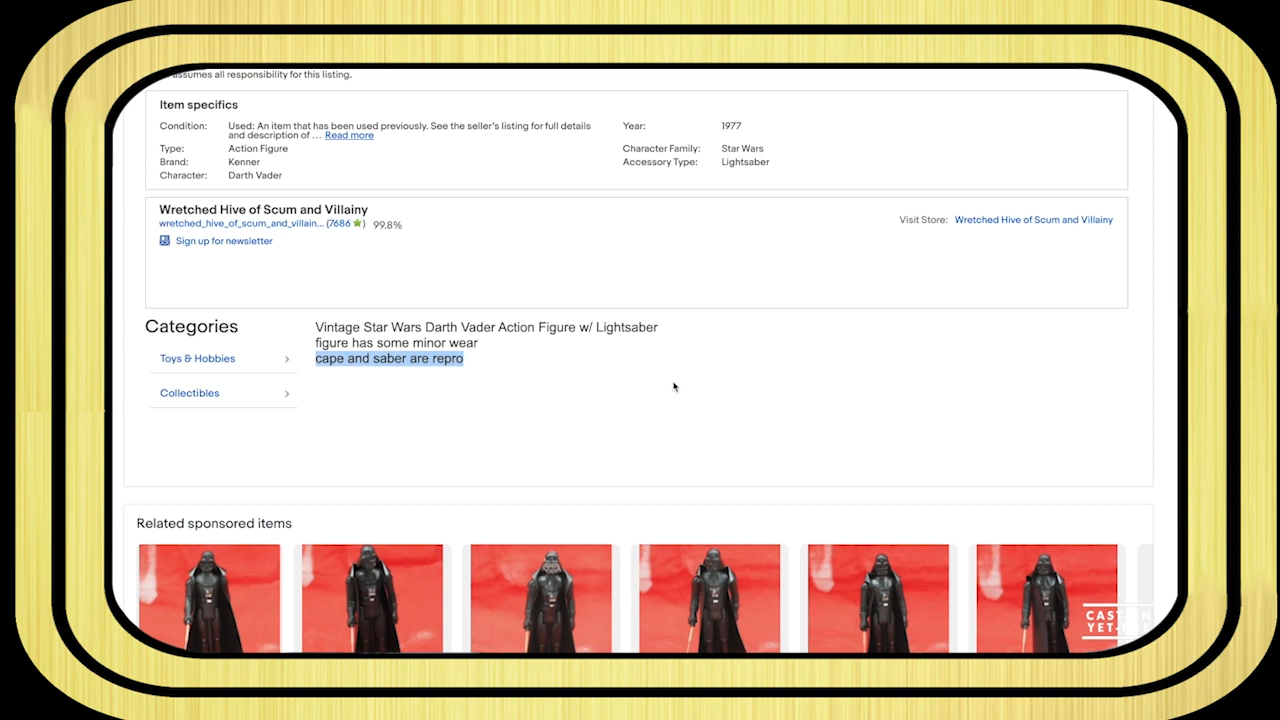 assumes all responsibility for this listing.
Item specifics
Condition: Used: An item that has been used previously. See the seller's listing for full details
and description of ... Read more
Year: 1977
Type: Action Figure
Character Family: Star Wars
Brand: Kenner
Accessory Type: Lightsaber
Character: Darth Vader
Wretched Hive of Scum and Villainy
wretched_hive_of_scum_and_villain... (7686 ) 99.8%
Visit Store: Wretched Hive of Scum and Villainy
Sign up for newsletter
Categories
Toys & Hobbies
Collectibles
Vintage Star Wars Darth Vader Action Figure w/ Lightsaber
figure has some minor wear
cape and saber are repro
Related sponsored items
YET-